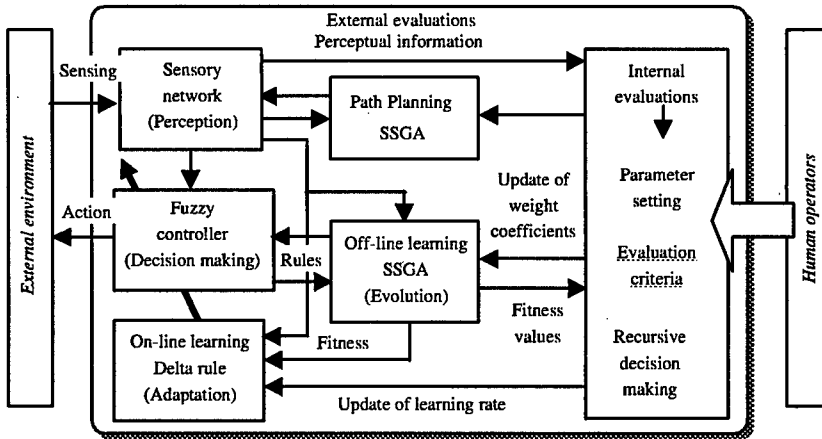 External evaluations
Perceptual information
External environment
Sensing
Sensory
network
(Perception)
Path Planning
SSGA
Internal
evaluations
Parameter
setting
Evaluation
criteria
Recursive
decision
making
Human operators
Action
Fuzzy
controller
(Decision making)
Rules
Off-line learning
SSGA
(Evolution)
Update of
weight
coefficients
Fitness
values
On-line learning
Delta rule
(Adaptation)
Fitness
Update of learning rate